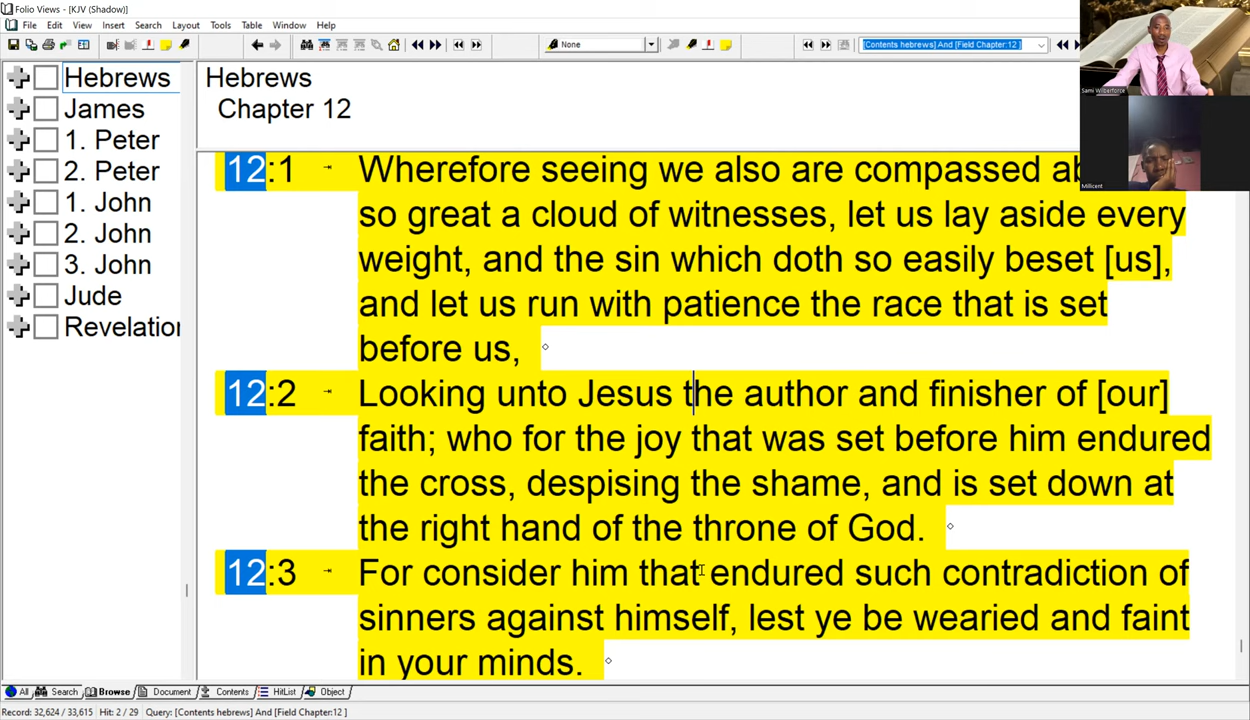 Folio Views - [KJV (Shadow)]
File Edit View Insert Search Layout Tools Table Window Help
None
[Contents hebrews] And [Field Chapter:12 ]
Hebrews
James
1. Peter
2. Peter
1. John
2. John
3. John
Jude
Revelation
Hebrews
Chapter 12
12:1 Wherefore seeing we also are compassed
so great a cloud of witnesses, let us lay aside every
weight, and the sin which doth so easily beset [us],
and let us run with patience the race that is set
before us,
12:2 Looking unto Jesus the author and finisher of [our]
faith; who for the joy that was set before him endured
the cross, despising the shame, and is set down at
the right hand of the throne of God.
12:3 For consider him that endured such contradiction of
sinners against himself, lest ye be wearied and faint
in your minds.
Sami Wilberforce
Millicent
All Search Browse Document Contents HitList Object
Record: 32,624 / 33,615 Hit: 2 / 29 Query: [Contents hebrews] And [Field Chapter:12 ]